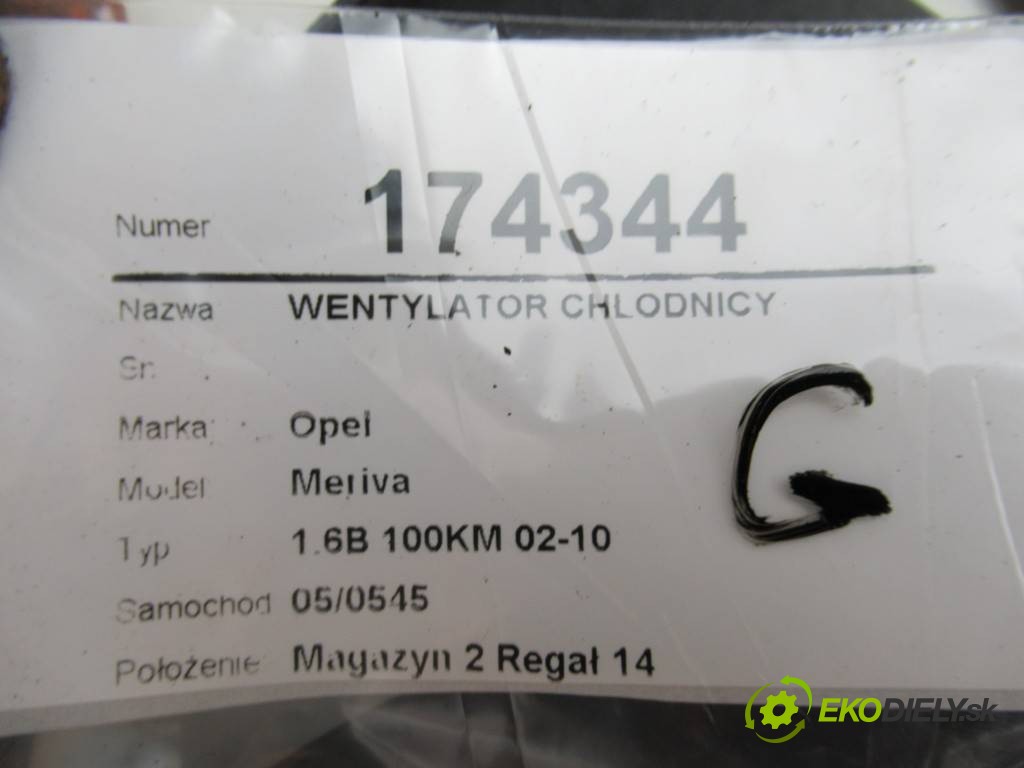 Numer 174344
Nazwa WENTYLATOR CHLODNICY
Sn
Marka Opel
Model Meriva
Typ 1.6B 100KM 02-10
Samochod 05/0545
Położenie Magazyn 2 Regał 14
G
EKODIELY.sk